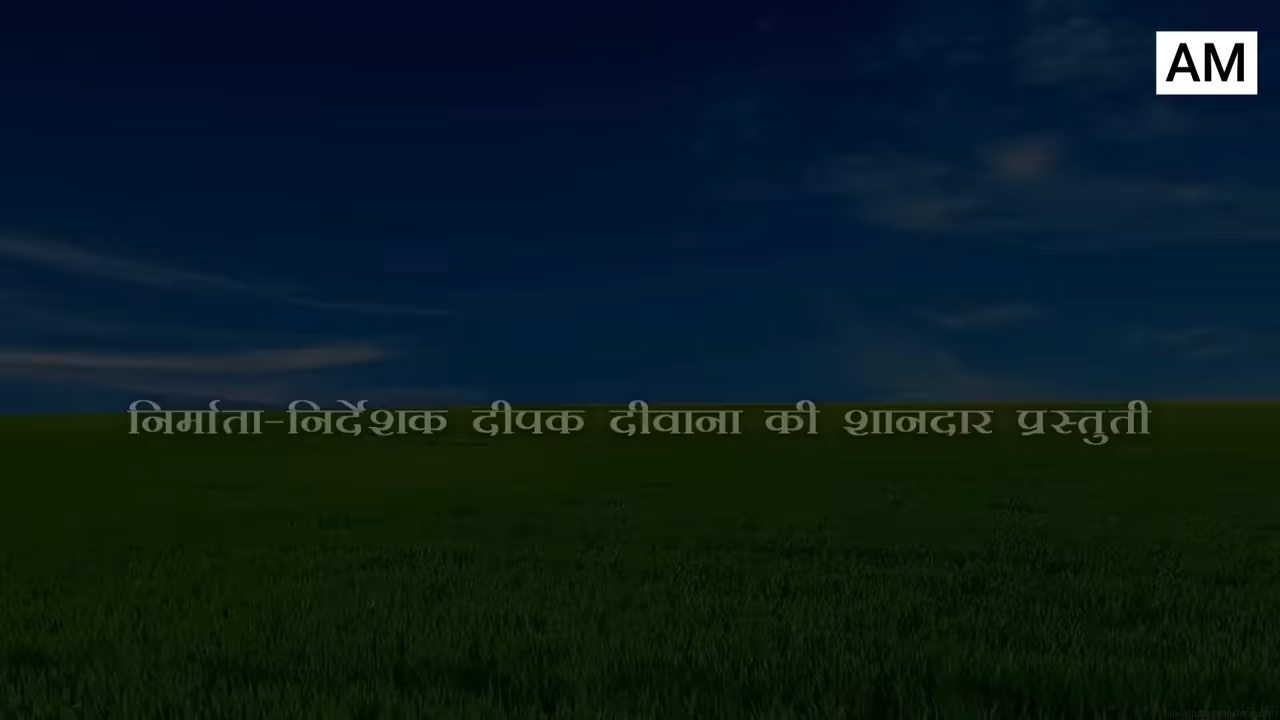 AM
निर्माता-निर्देशक दीपक दीवाना की शानदार प्रस्तुती